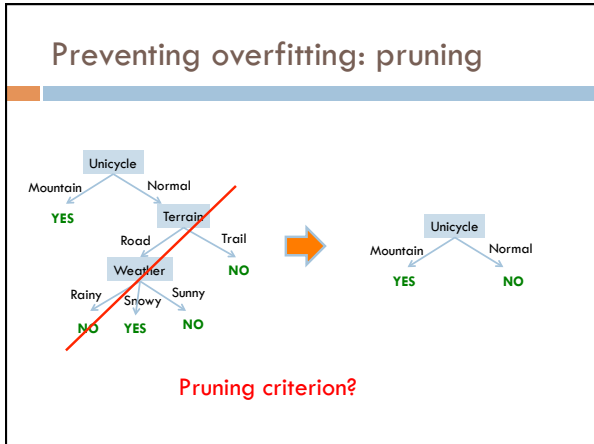 Preventing overfitting: pruning
Unicycle
Mountain Normal
YES
Terrain
Road Trail
Weather
NO
Rainy Snowy Sunny
NO YES NO
Unicycle
Mountain Normal
YES NO
Pruning criterion?